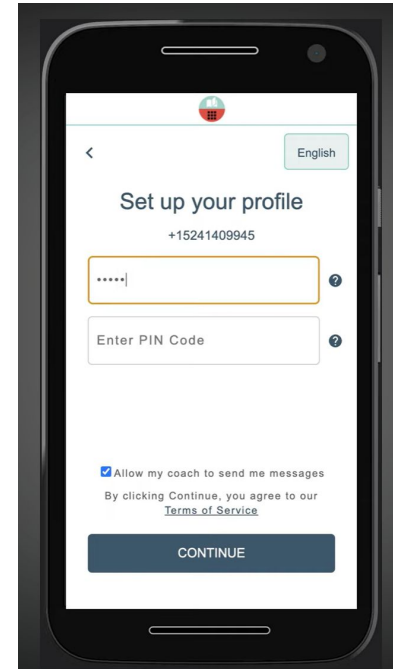 English
Set up your profile
+15241409945
•••••
Enter PIN Code
Allow my coach to send me messages
By clicking Continue, you agree to our
Terms of Service
CONTINUE